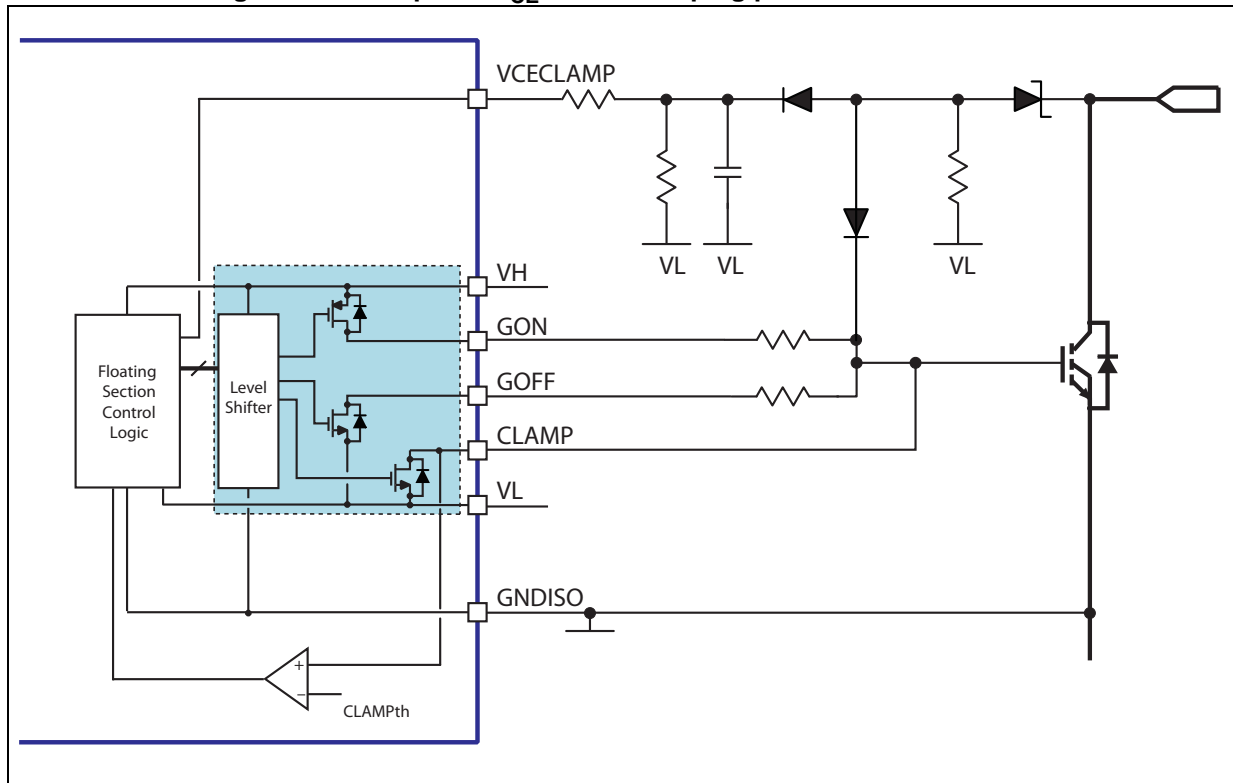 VCECLAMP
VL
VL
VL
VH
GON
GOFF
CLAMP
VL
GNDISO
Floating
Section
Control
Logic
Level
Shifter
+
−
CLAMPth